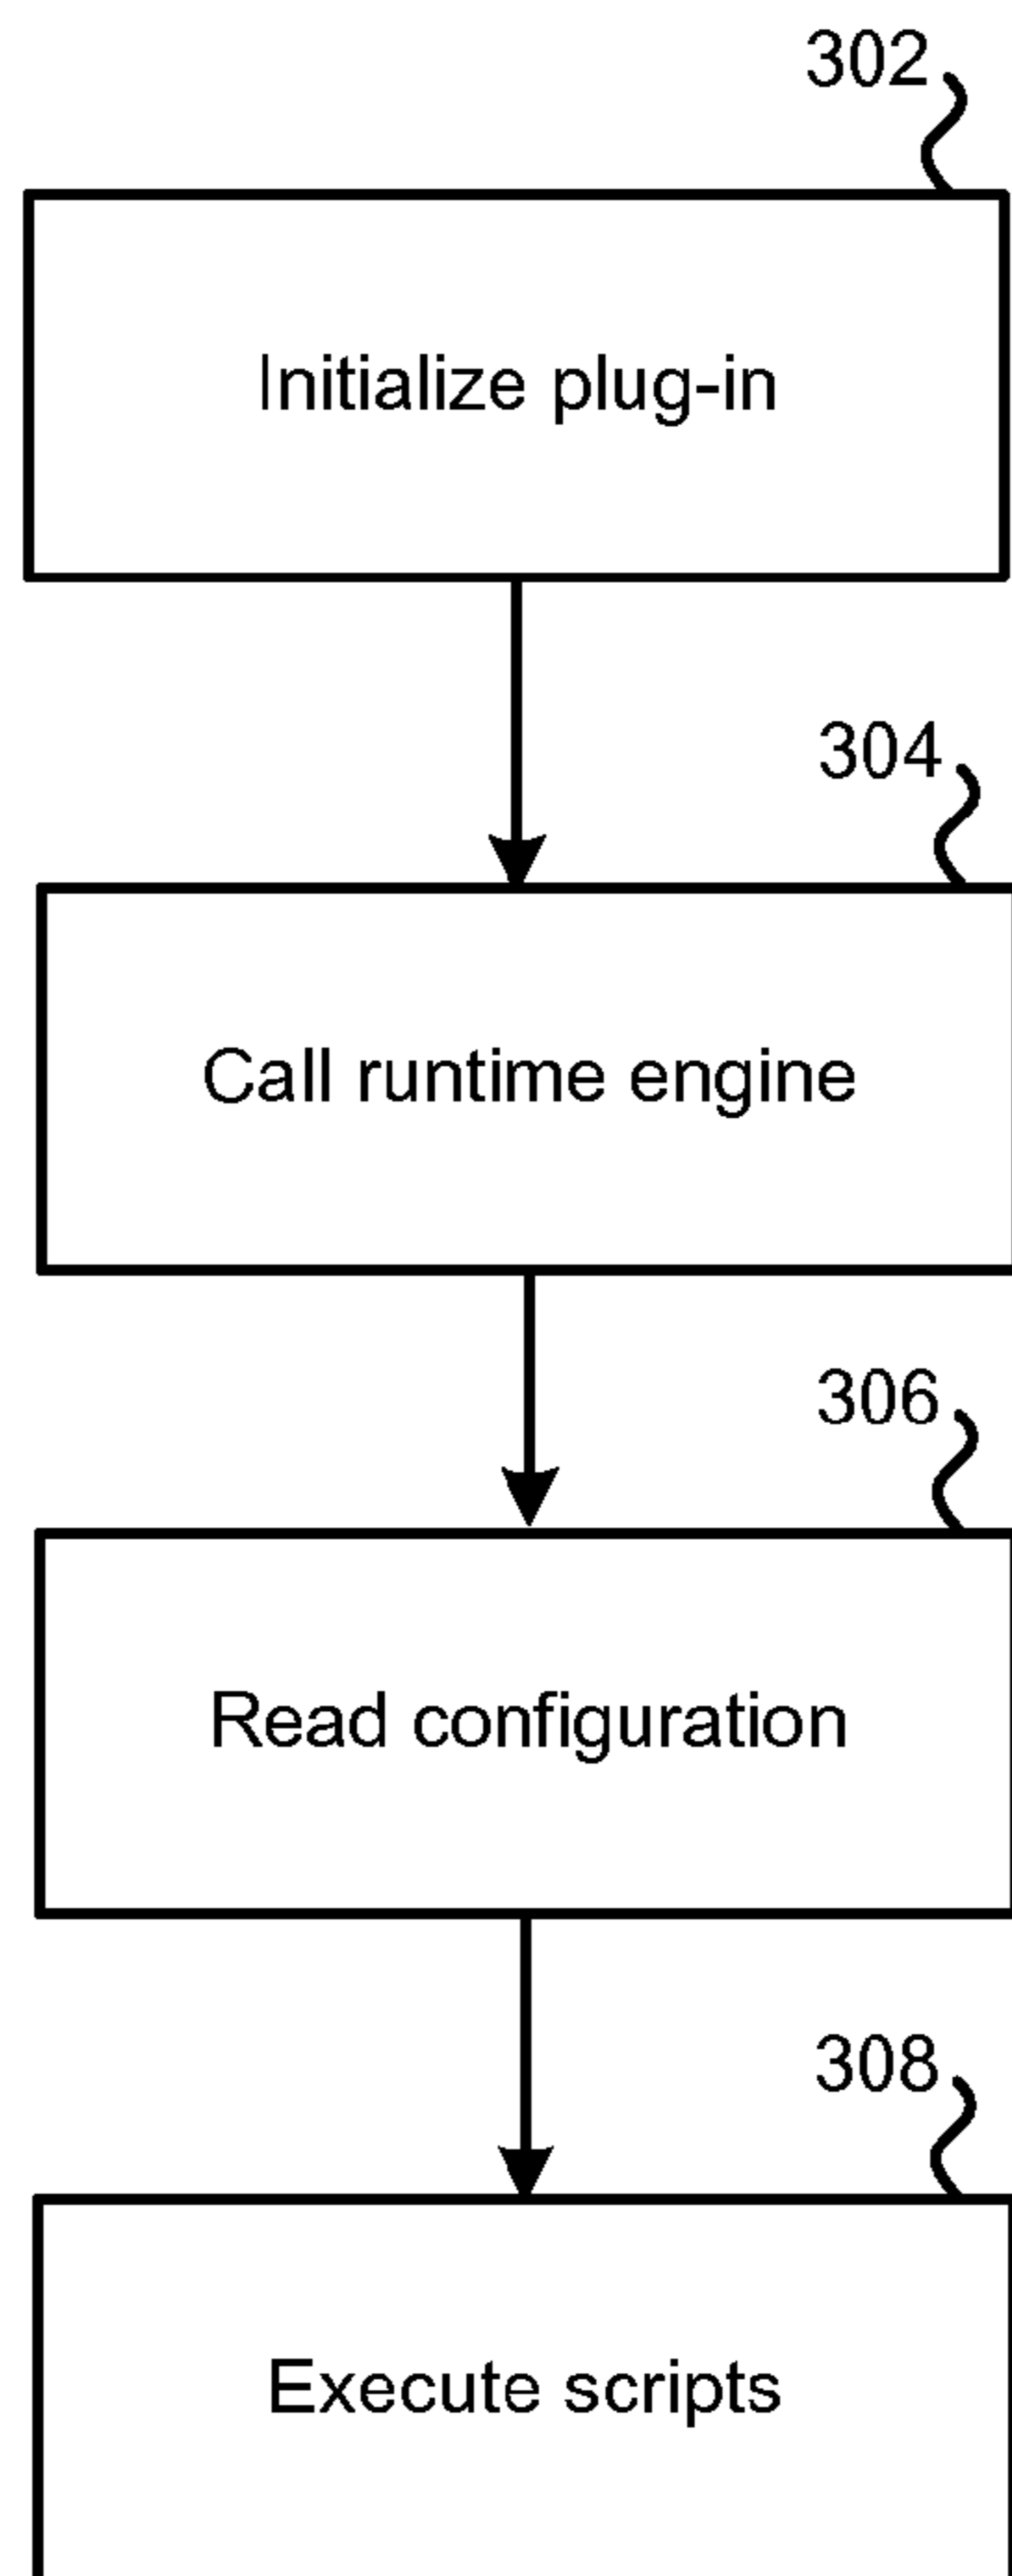 302
Initialize plug-in
304
Call runtime engine
306
Read configuration
308
Execute scripts